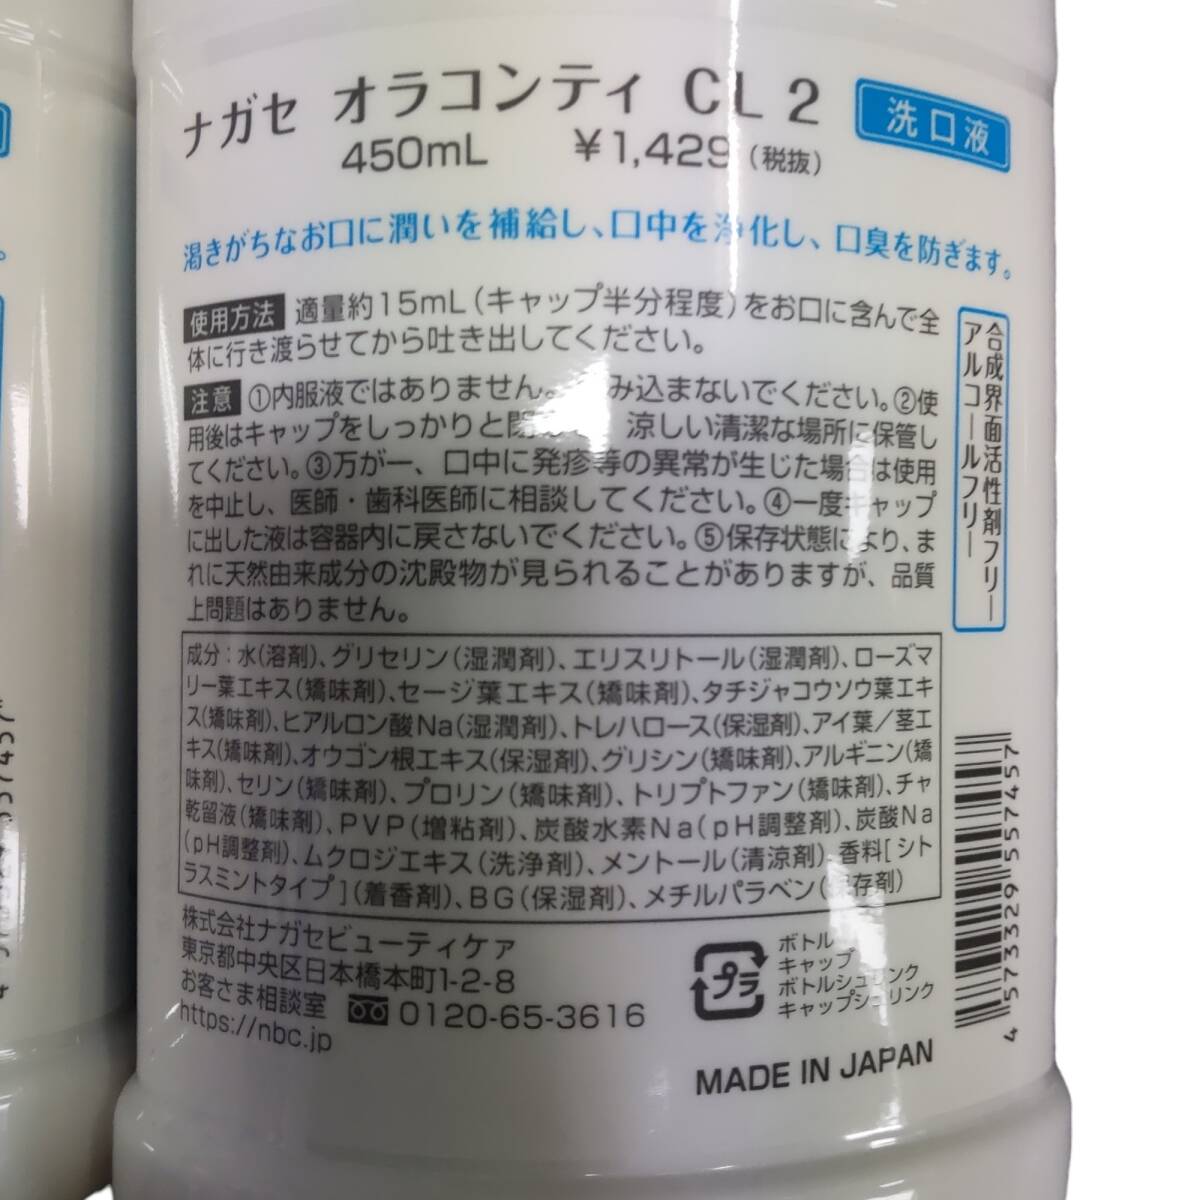 ナガセ オラコンティ CL2 洗口液
450mL ¥1,429(税抜)
渇きがちなお口に潤いを補給し、口中を浄化し、口臭を防ぎます。
使用方法 適量約15mL(キャップ半分程度)をお口に含んで全
体に行き渡らせてから吐き出してください。
注意 ①内服液ではありません。 み込まないでください。②使
用後はキャップをしっかりと 涼しい清潔な場所に保管し
てください。③万が一、口中に発疹等の異常が生じた場合は使用
を中止し、医師・歯科医師に相談してください。④一度キャップ
に出した液は容器内に戻さないでください。⑤保存状態により、ま
れに天然由来成分の沈殿物が見られることがありますが、品質
上問題はありません。
合成界面活性剤フリー
アルコールフリー
成分:水(溶剤)、グリセリン(湿潤剤)、エリスリトール(湿潤剤)、ローズマ
リー葉エキス(矯味剤)、セージ葉エキス(矯味剤)、タチジャコウソウ葉エキ
ス(矯味剤)、ヒアルロン酸Na(湿潤剤)、トレハロース(保湿剤)、アイ葉/茎エ
キス(矯味剤)、オウゴン根エキス(保湿剤)、グリシン(矯味剤)、アルギニン(矯
味剤)、セリン(矯味剤)、プロリン(矯味剤)、トリプトファン(矯味剤)、チャ
乾留液(矯味剤)、PVP(増粘剤)、炭酸水素Na(pH調整剤)、炭酸Na
(pH調整剤)、ムクロジエキス(洗浄剤)、メントール(清涼剤)、香料[シト
ラスミントタイプ](着香剤)、BG(保湿剤)、メチルパラベン(保存剤)
株式会社ナガセビューティケァ
東京都中央区日本橋本町1-2-8
お客さま相談室 0120-65-3616
https://nbc.jp
プラ
ボトル
キャップ
ボトルシュリンク
キャップシュリンク
MADE IN JAPAN
4573329557457